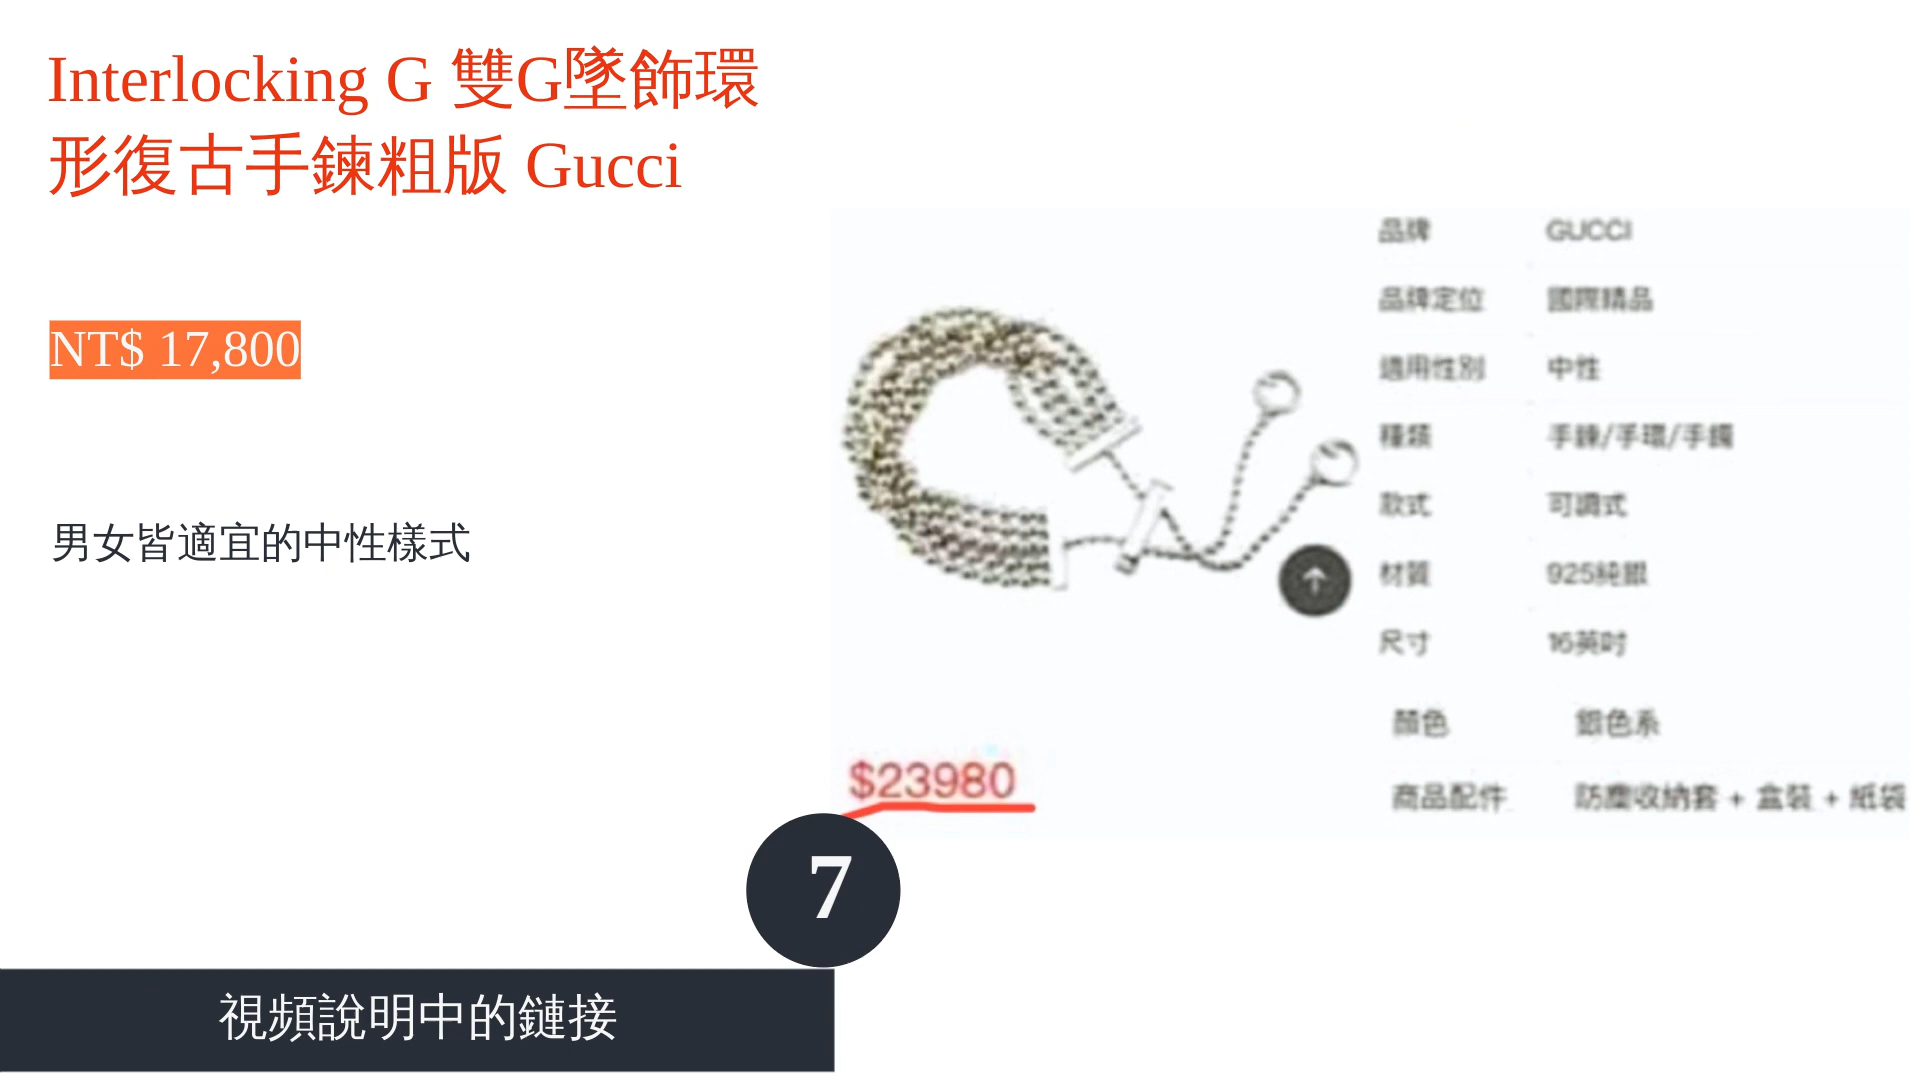 Interlocking G 雙G墜飾環
形復古手鍊粗版 Gucci
NT$ 17,800
男女皆適宜的中性樣式
品牌 GUCCI
品牌定位 國際精品
適用性別 中性
種類 手鍊/手環/手鐲
款式 可調式
材質 925純銀
尺寸 16英吋
顏色 銀色系
商品配件 防塵收納套 + 盒裝 + 紙袋
$23980
7
視頻說明中的鏈接